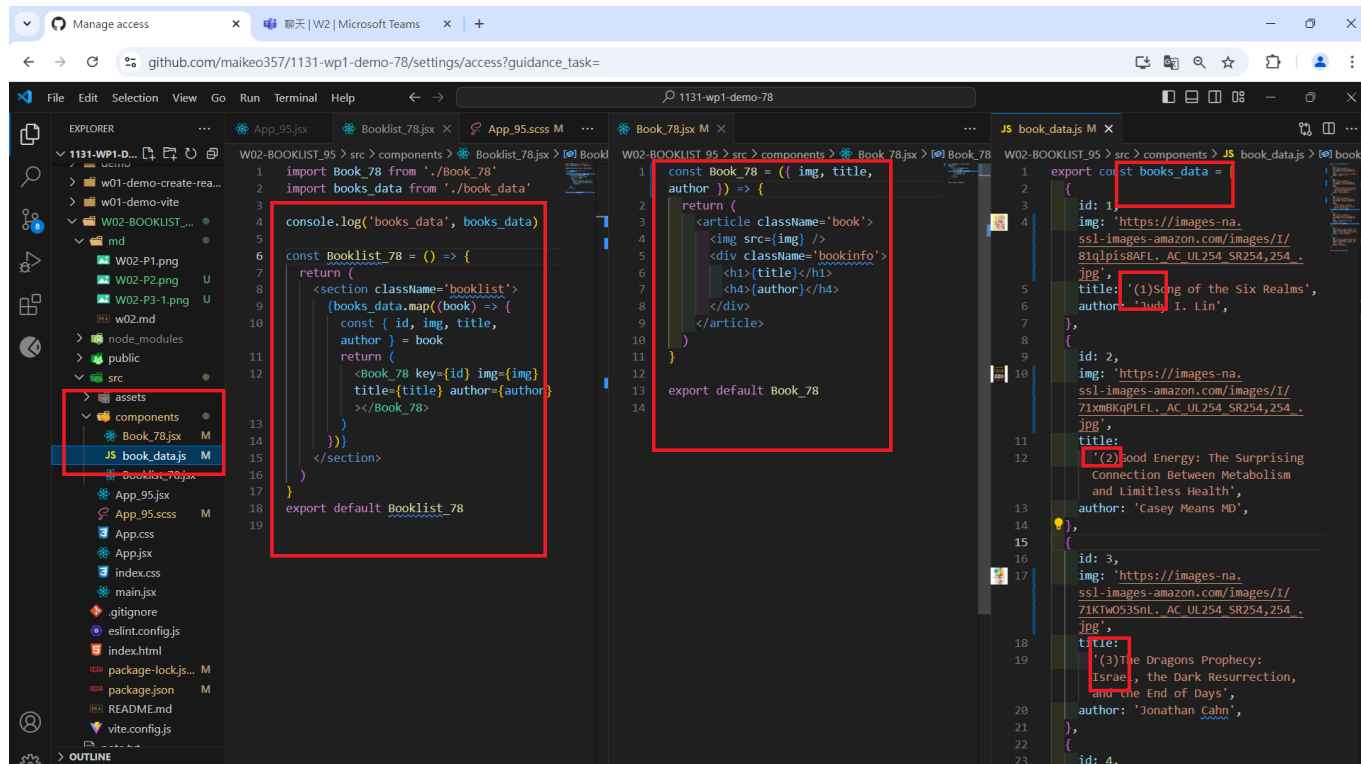 Manage access
聊天 | W2 | Microsoft Teams
github.com/maikeo357/1131-wp1-demo-78/settings/access?guidance_task=
File Edit Selection View Go Run Terminal Help
1131-wp1-demo-78
EXPLORER
1131-WP1-D...
demo
w01-demo-create-rea...
w01-demo-vite
W02-BOOKLIST_...
md
W02-P1.png
W02-P2.png U
W02-P3-1.png U
w02.md
node_modules
public
src
assets
components
Book_78.jsx M
JS book_data.js M
Booklist_78.jsx
App_95.jsx
App_95.scss M
App.css
App.jsx
index.css
main.jsx
.gitignore
eslint.config.js
index.html
package-lock.js... M
package.json M
README.md
vite.config.js
OUTLINE
8
App_95.jsx
Booklist_78.jsx
App_95.scss M
W02-BOOKLIST_95 > src > components > Booklist_78.jsx > Bookl
1 import Book_78 from './Book_78'
2 import books_data from './book_data'
3
4 console.log('books_data', books_data)
5
6 const Booklist_78 = () => {
7 return (
8 <section className='booklist'>
9 {books_data.map((book) => {
10 const { id, img, title,
author } = book
11 return (
12 <Book_78 key={id} img={img}
title={title} author={author}
></Book_78>
13 )
14 })}
15 </section>
16 )
17 }
18 export default Booklist_78
19
Book_78.jsx M
W02-BOOKLIST_95 > src > components > Book_78.jsx > Book_78
1 const Book_78 = ({ img, title,
author }) => {
2 return (
3 <article className='book'>
4 <img src={img} />
5 <div className='bookinfo'>
6 <h1>{title}</h1>
7 <h4>{author}</h4>
8 </div>
9 </article>
10 )
11 }
12
13 export default Book_78
14
JS book_data.js M
W02-BOOKLIST_95 > src > components > JS book_data.js > book
1 export const books_data = [
2 {
3 id: 1,
4 img: 'https://images-na.
ssl-images-amazon.com/images/I/
81qlpis8AFL._AC_UL254_SR254,254_.
jpg',
5 title: '(1)Song of the Six Realms',
6 author: 'Judy I. Lin',
7 },
8 {
9 id: 2,
10 img: 'https://images-na.
ssl-images-amazon.com/images/I/
71xmBKqPLFL._AC_UL254_SR254,254_.
jpg',
11 title:
12 '(2)Good Energy: The Surprising
Connection Between Metabolism
and Limitless Health',
13 author: 'Casey Means MD',
14 },
15 {
16 id: 3,
17 img: 'https://images-na.
ssl-images-amazon.com/images/I/
71KTwO53SnL._AC_UL254_SR254,254_.
jpg',
18 title:
19 '(3)The Dragons Prophecy:
Israel, the Dark Resurrection,
and the End of Days',
20 author: 'Jonathan Cahn',
21 },
22 {
23 id: 4,